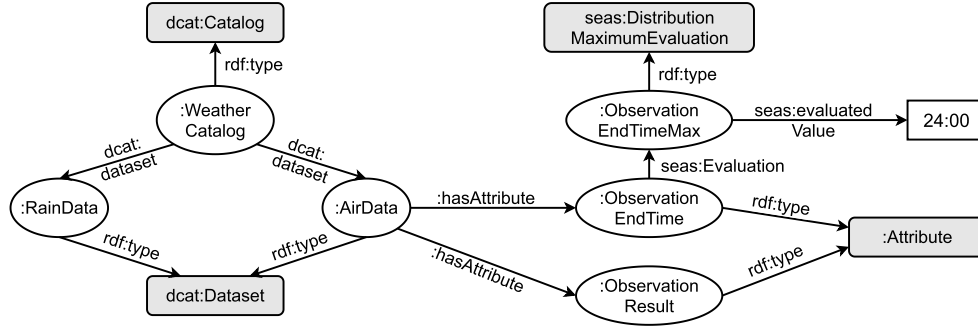 dcat:Catalog
seas:Distribution
MaximumEvaluation
rdf:type
rdf:type
:Weather
Catalog
:Observation
EndTimeMax
seas:evaluated
Value
24:00
dcat:
dataset
dcat:
dataset
seas:Evaluation
:RainData
:AirData
:hasAttribute
:Observation
EndTime
rdf:type
:Attribute
rdf:type
rdf:type
:hasAttribute
rdf:type
dcat:Dataset
:Observation
Result